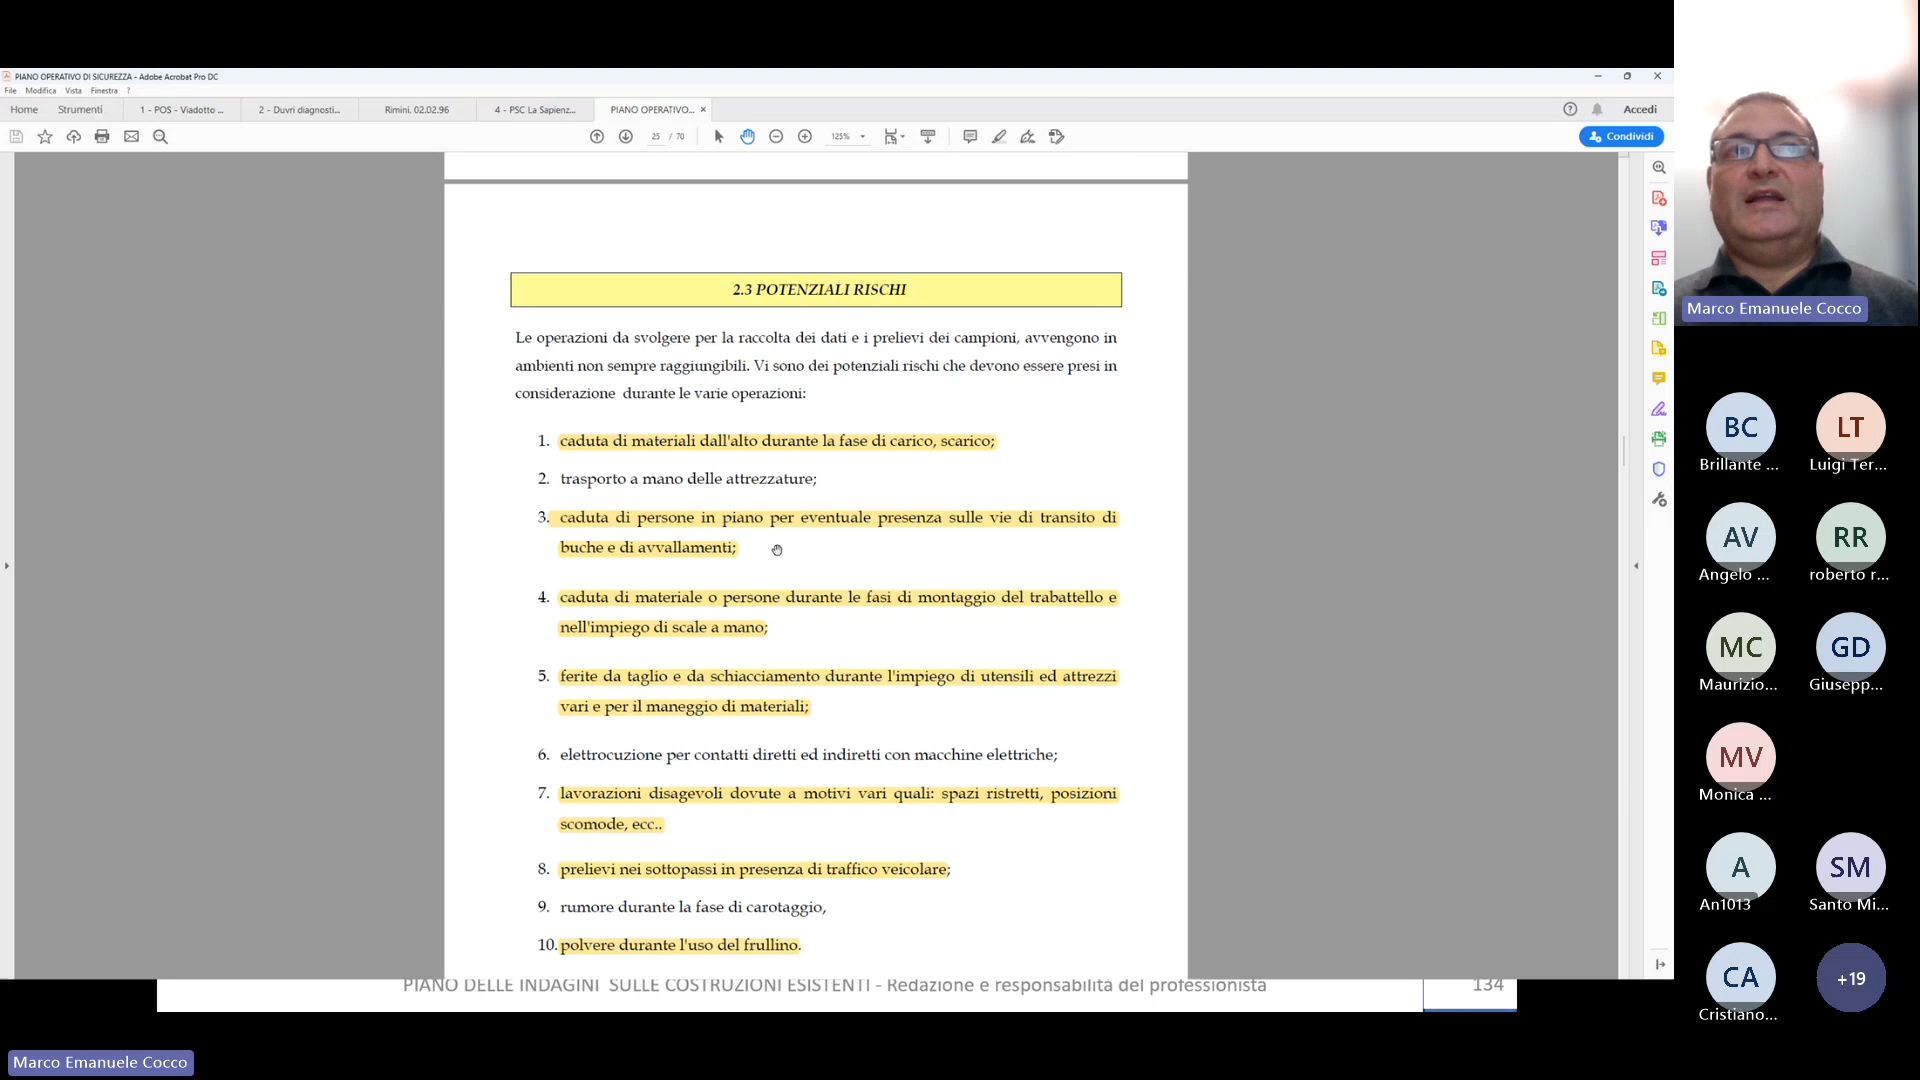 PIANO OPERATIVO DI SICUREZZA - Adobe Acrobat Pro DC
File Modifica Vista Finestra ?
Home Strumenti 1 - POS - Viadotto ... 2 - Duvri diagnosti... Rimini. 02.02.96 4 - PSC La Sapienz... PIANO OPERATIVO... × Accedi
25 / 70 125% Condividi
2.3 POTENZIALI RISCHI
Le operazioni da svolgere per la raccolta dei dati e i prelievi dei campioni, avvengono in
ambienti non sempre raggiungibili. Vi sono dei potenziali rischi che devono essere presi in
considerazione durante le varie operazioni:
1. caduta di materiali dall'alto durante la fase di carico, scarico;
2. trasporto a mano delle attrezzature;
3. caduta di persone in piano per eventuale presenza sulle vie di transito di
buche e di avvallamenti;
4. caduta di materiale o persone durante le fasi di montaggio del trabattello e
nell'impiego di scale a mano;
5. ferite da taglio e da schiacciamento durante l'impiego di utensili ed attrezzi
vari e per il maneggio di materiali;
6. elettrocuzione per contatti diretti ed indiretti con macchine elettriche;
7. lavorazioni disagevoli dovute a motivi vari quali: spazi ristretti, posizioni
scomode, ecc..
8. prelievi nei sottopassi in presenza di traffico veicolare;
9. rumore durante la fase di carotaggio,
10. polvere durante l'uso del frullino.
PIANO DELLE INDAGINI SULLE COSTRUZIONI ESISTENTI - Redazione e responsabilità del professionista 134
Marco Emanuele Cocco
Marco Emanuele Cocco
BC LT
Brillante ... Luigi Ter...
AV RR
Angelo ... roberto r...
MC GD
Maurizio... Giusepp...
MV
Monica ...
A SM
An1013 Santo Mi...
CA +19
Cristiano...